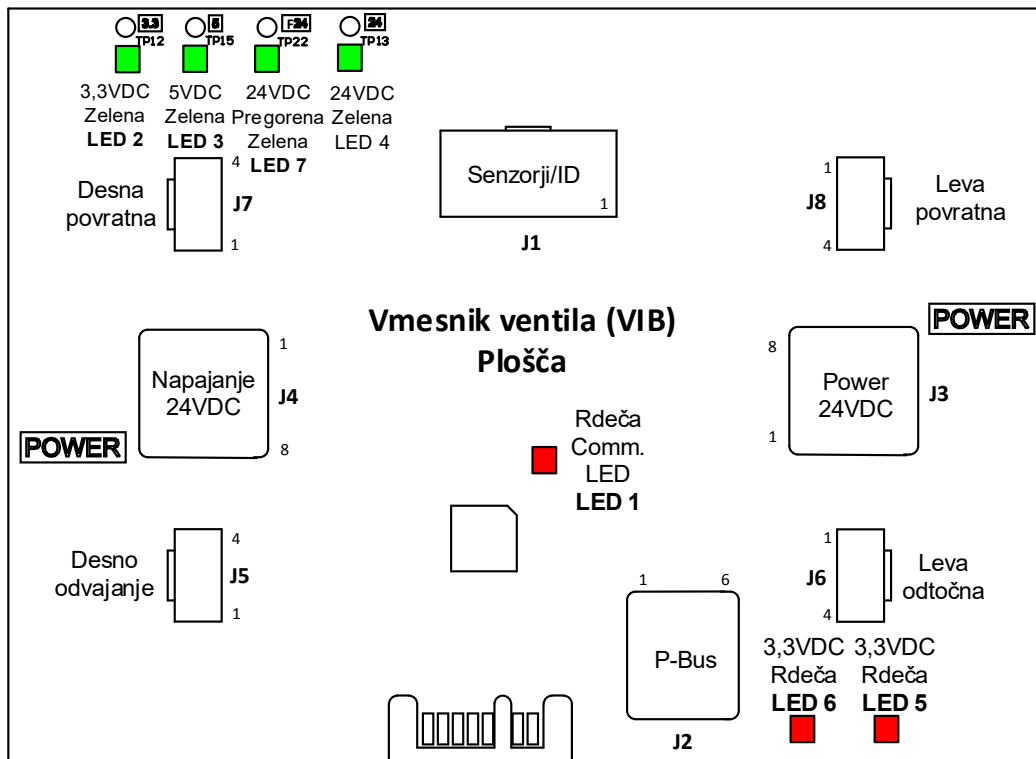 3.3
TP12
5
TP15
F24
TP22
24
TP13
3,3VDC
Zelena
LED 2
5VDC
Zelena
LED 3
24VDC
Pregorena
Zelena
LED 7
24VDC
Zelena
LED 4
Desna
povratna
4
J7
1
Senzorji/ID
1
J1
1
J8
4
Leva
povratna
Vmesnik ventila (VIB)
Plošča
Napajanje
24VDC
1
J4
8
POWER
POWER
8
Power
24VDC
1
J3
Rdeča
Comm.
LED
LED 1
Desno
odvajanje
4
J5
1
1
J6
4
Leva
odtočna
1
6
P-Bus
J2
3,3VDC
Rdeča
LED 6
3,3VDC
Rdeča
LED 5